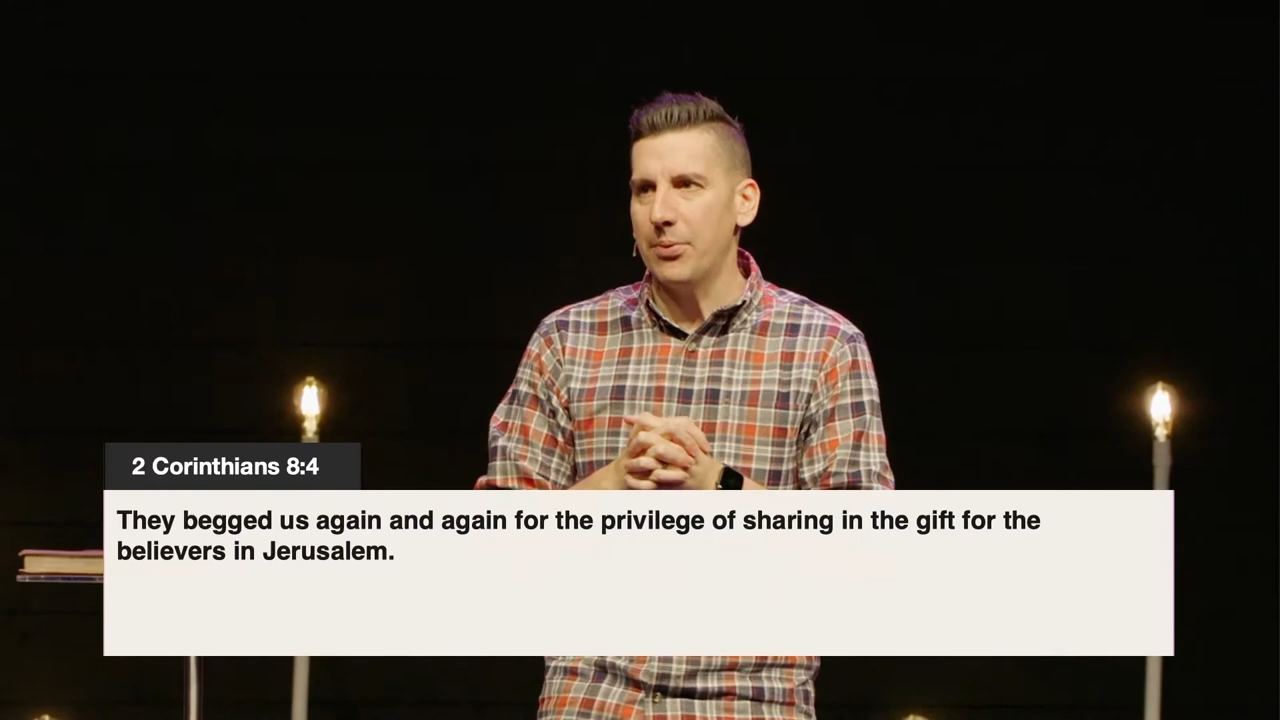 2 Corinthians 8:4
They begged us again and again for the privilege of sharing in the gift for the
believers in Jerusalem.